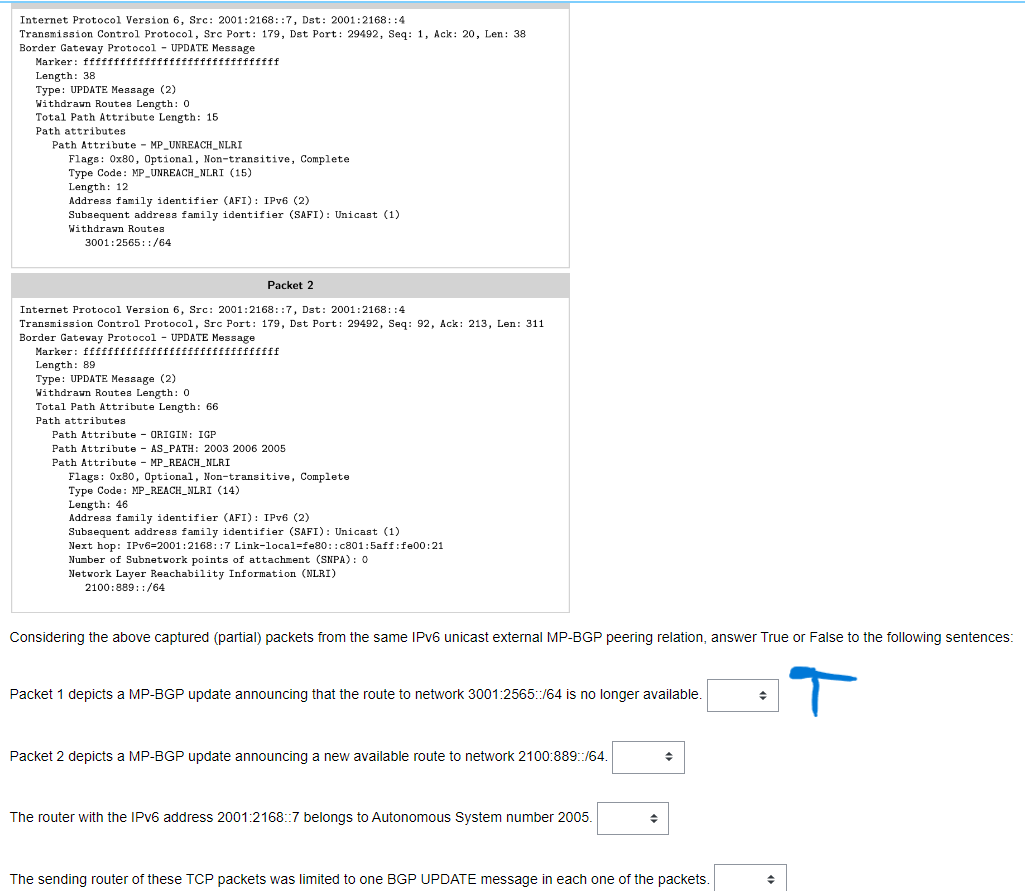 Internet Protocol Version 6, Src: 2001:2168::7, Dst: 2001:2168::4
Transmission Control Protocol, Src Port: 179, Dst Port: 29492, Seq: 1, Ack: 20, Len: 38
Border Gateway Protocol - UPDATE Message
Marker: ffffffffffffffffffffffffffffffff
Length: 38
Type: UPDATE Message (2)
Withdrawn Routes Length: 0
Total Path Attribute Length: 15
Path attributes
Path Attribute - MP_UNREACH_NLRI
Flags: 0x80, Optional, Non-transitive, Complete
Type Code: MP_UNREACH_NLRI (15)
Length: 12
Address family identifier (AFI): IPv6 (2)
Subsequent address family identifier (SAFI): Unicast (1)
Withdrawn Routes
3001:2565::/64
Packet 2
Internet Protocol Version 6, Src: 2001:2168::7, Dst: 2001:2168::4
Transmission Control Protocol, Src Port: 179, Dst Port: 29492, Seq: 92, Ack: 213, Len: 311
Border Gateway Protocol - UPDATE Message
Marker: ffffffffffffffffffffffffffffffff
Length: 89
Type: UPDATE Message (2)
Withdrawn Routes Length: 0
Total Path Attribute Length: 66
Path attributes
Path Attribute - ORIGIN: IGP
Path Attribute - AS_PATH: 2003 2006 2005
Path Attribute - MP_REACH_NLRI
Flags: 0x80, Optional, Non-transitive, Complete
Type Code: MP_REACH_NLRI (14)
Length: 46
Address family identifier (AFI): IPv6 (2)
Subsequent address family identifier (SAFI): Unicast (1)
Next hop: IPv6=2001:2168::7 Link-local=fe80::c801:5aff:fe00:21
Number of Subnetwork points of attachment (SNPA): 0
Network Layer Reachability Information (NLRI)
2100:889::/64
Considering the above captured (partial) packets from the same IPv6 unicast external MP-BGP peering relation, answer True or False to the following sentences:
Packet 1 depicts a MP-BGP update announcing that the route to network 3001:2565::/64 is no longer available. T
Packet 2 depicts a MP-BGP update announcing a new available route to network 2100:889::/64.
The router with the IPv6 address 2001:2168::7 belongs to Autonomous System number 2005.
The sending router of these TCP packets was limited to one BGP UPDATE message in each one of the packets.